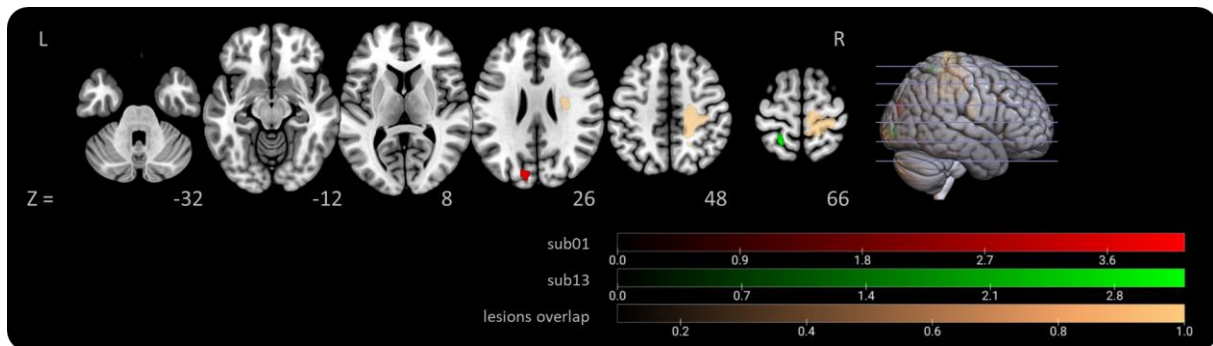 L R
Z = -32 -12 8 26 48 66
sub01
0.0 0.9 1.8 2.7 3.6
sub13
0.0 0.7 1.4 2.1 2.8
lesions overlap
0.2 0.4 0.6 0.8 1.0